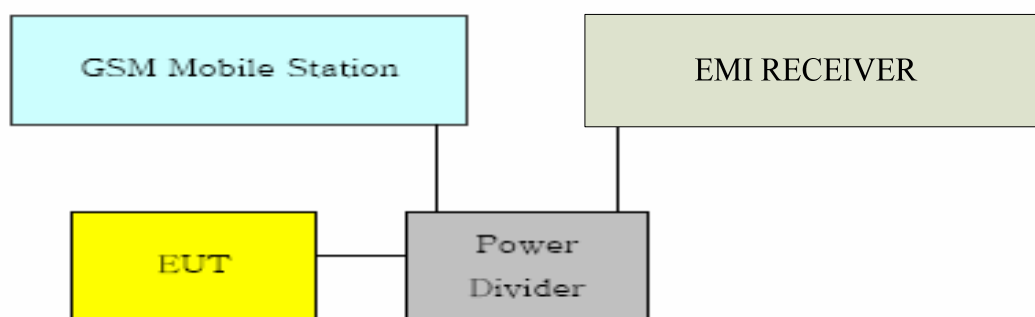 GSM Mobile Station
EMI RECEIVER
EUT
Power
Divider